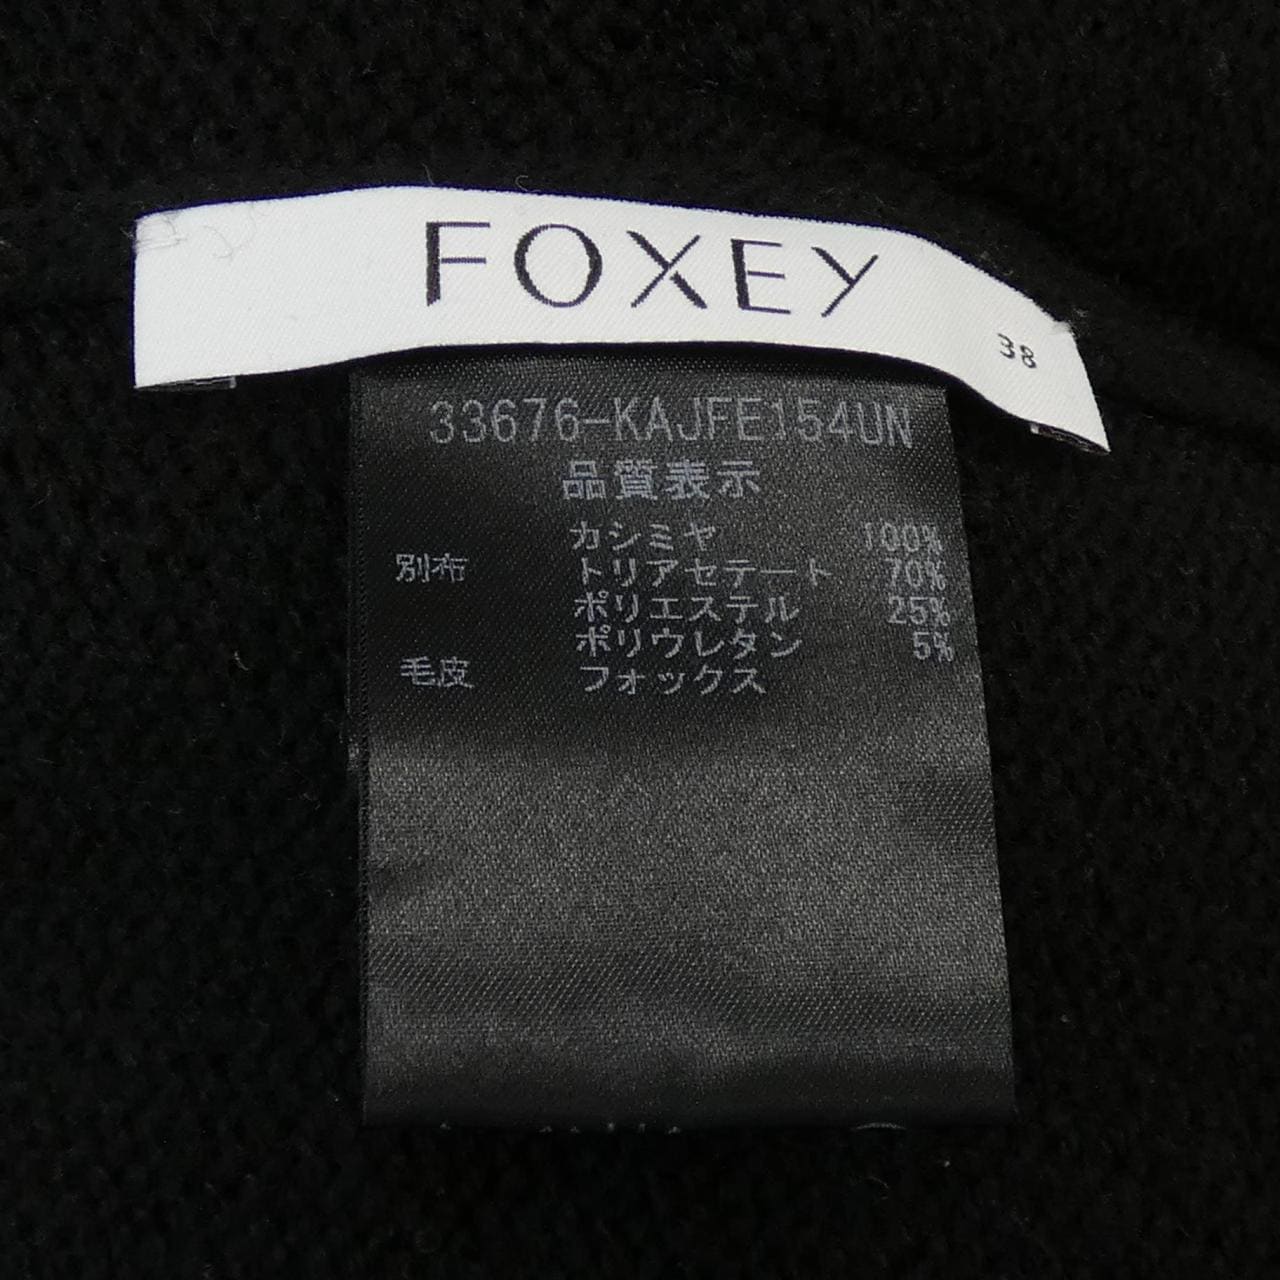 FOXEY
38
33676-KAJFE154UN
品質表示
カシミヤ 100%
別布 トリアセテート 70%
ポリエステル 25%
ポリウレタン 5%
毛皮 フォックス